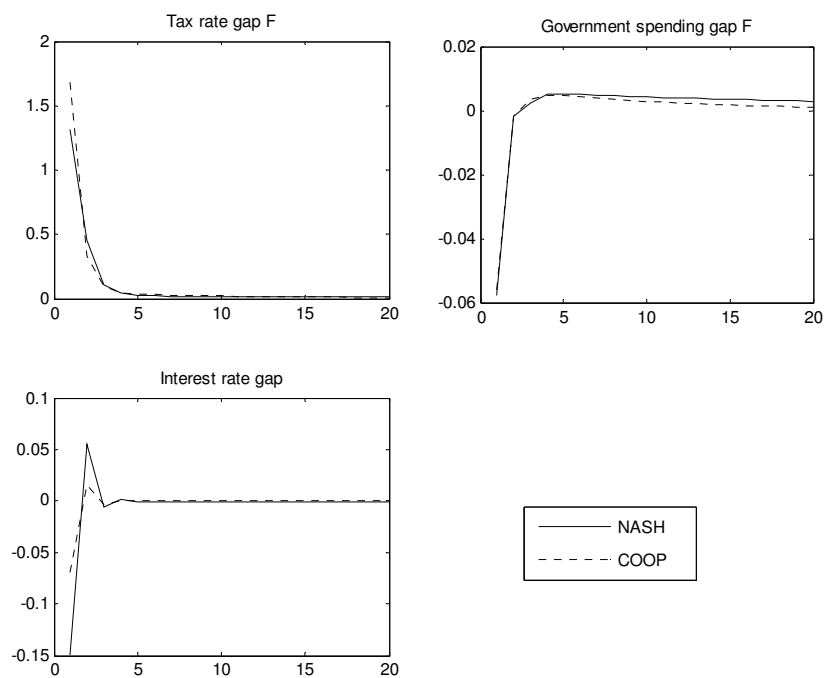 Tax rate gap F
2
1.5
1
0.5
0
0 5 10 15 20
Government spending gap F
0.02
0
-0.02
-0.04
-0.06
0 5 10 15 20
Interest rate gap
0.1
0.05
0
-0.05
-0.1
-0.15
0 5 10 15 20
NASH
COOP